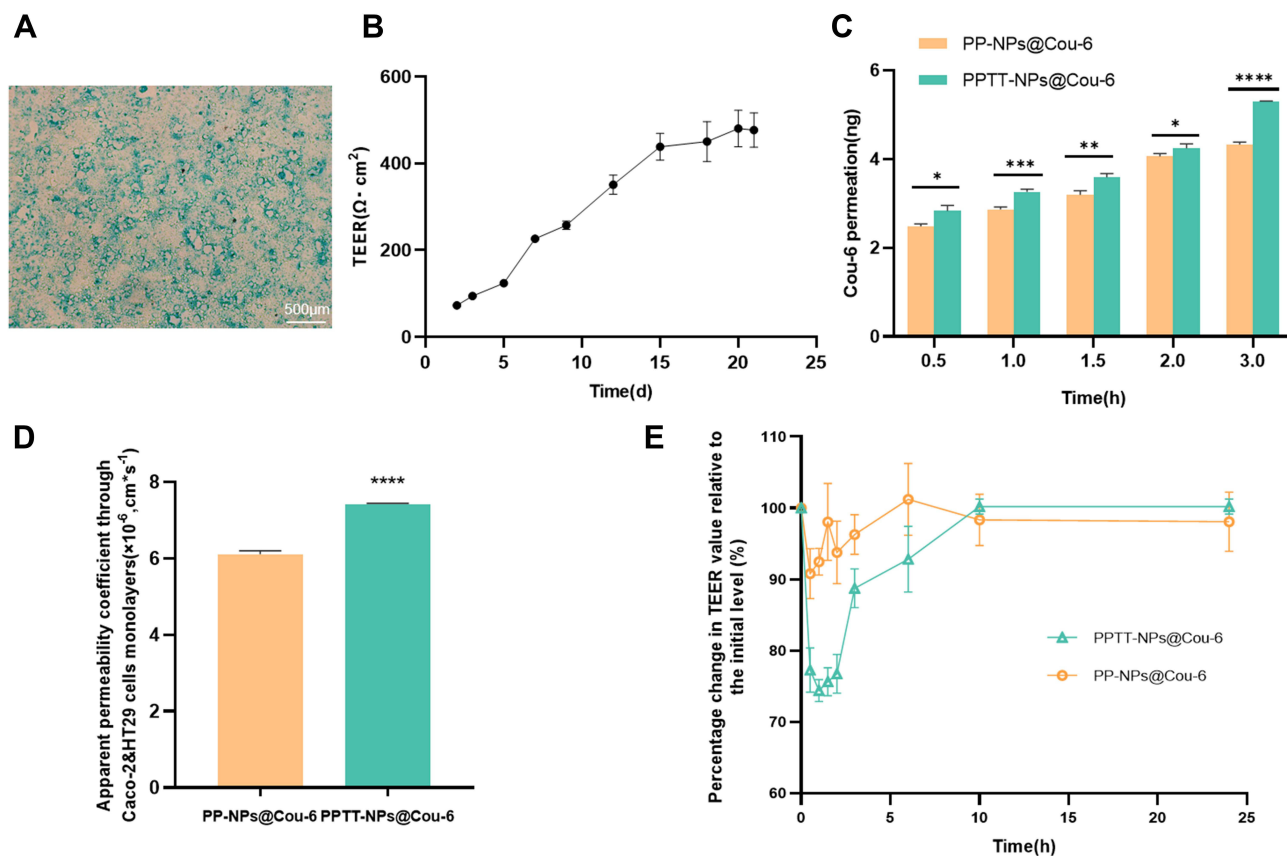 A
500μm
B
TEER(Ω· cm²)
600
400
200
0
0 5 10 15 20 25
Time(d)
C
PP-NPs@Cou-6
PPTT-NPs@Cou-6
Cou-6 permeation(ng)
6
4
2
0
* *** ** * ****
0.5 1.0 1.5 2.0 3.0
Time(h)
D
Apparent permeability coefficient through
Caco-2&HT29 cells monolayers(×10⁻⁶,cm*s⁻¹)
8
6
4
2
0
****
PP-NPs@Cou-6 PPTT-NPs@Cou-6
E
Percentage change in TEER value relative to
the initial level (%)
110
100
90
80
70
60
PPTT-NPs@Cou-6
PP-NPs@Cou-6
0 5 10 15 20 25
Time(h)